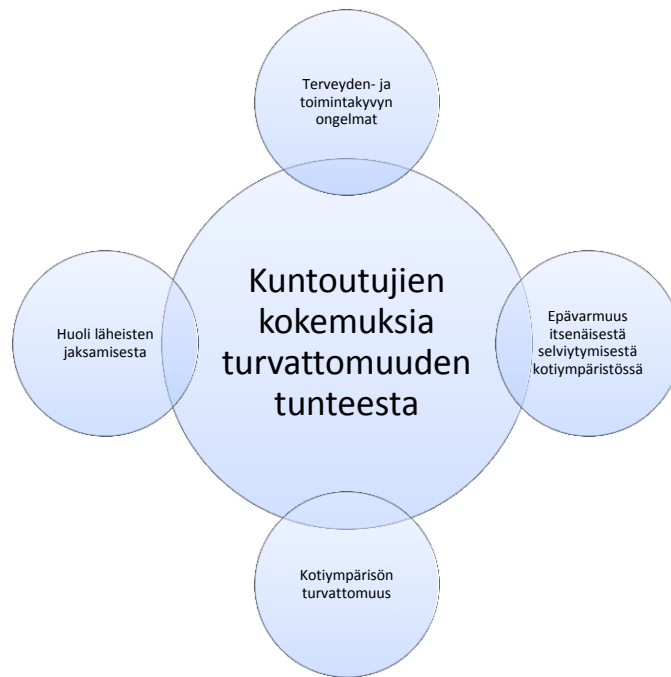 Terveyden- ja
toimintakyvyn
ongelmat
Kuntoutujien
kokemuksia
turvattomuuden
tunteesta
Huoli läheisten
jaksamisesta
Epävarmuus
itsenäisestä
selviytymisestä
kotiympäristössä
Kotiympärisön
turvattomuus